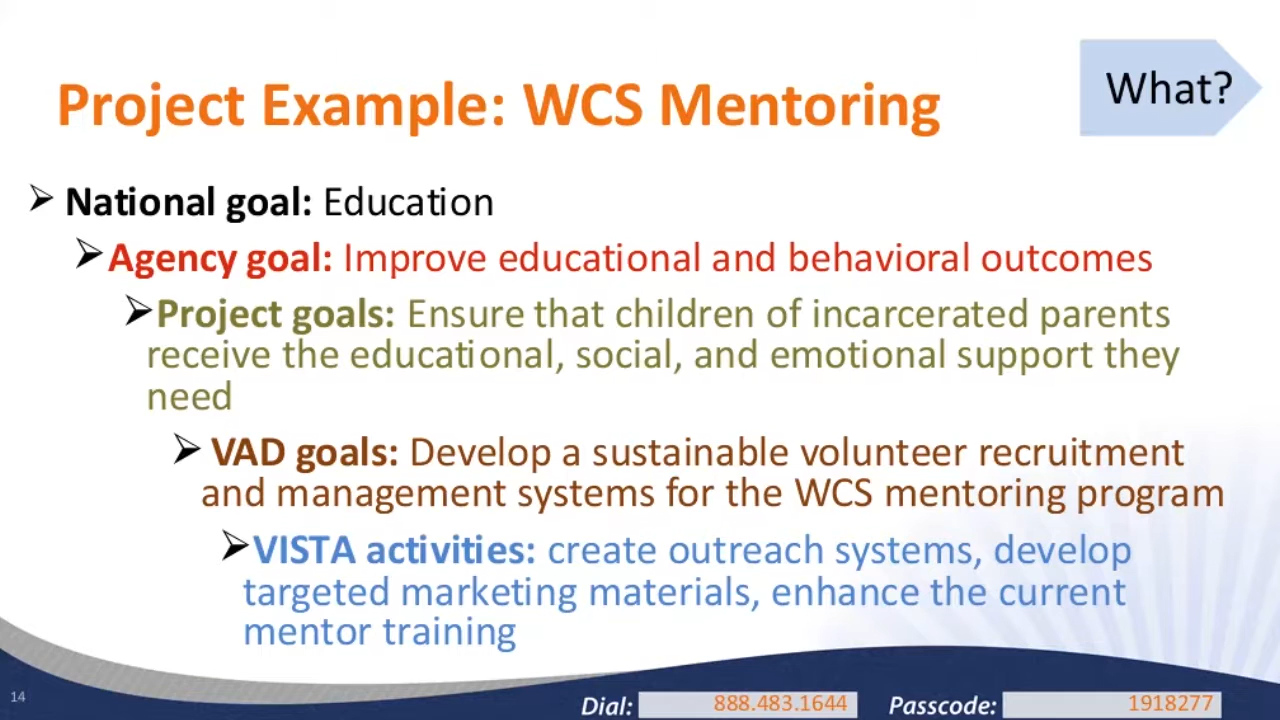 What?
Project Example: WCS Mentoring
➢ National goal: Education
➢Agency goal: Improve educational and behavioral outcomes
➢Project goals: Ensure that children of incarcerated parents
receive the educational, social, and emotional support they
need
➢ VAD goals: Develop a sustainable volunteer recruitment
and management systems for the WCS mentoring program
➢VISTA activities: create outreach systems, develop
targeted marketing materials, enhance the current
mentor training
14
Dial: 888.483.1644 Passcode: 1918277